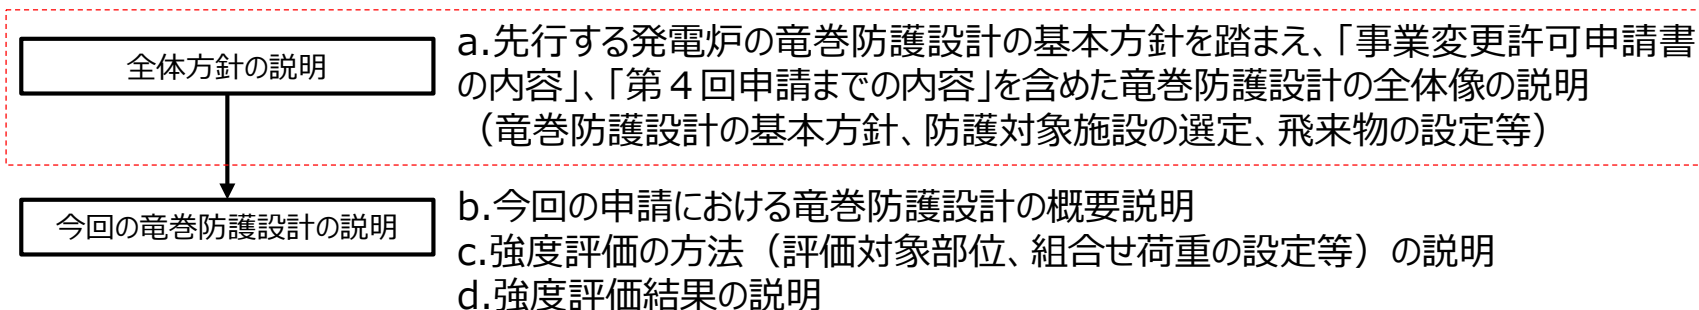 全体方針の説明
a.先行する発電炉の竜巻防護設計の基本方針を踏まえ、「事業変更許可申請書
の内容」、「第４回申請までの内容」を含めた竜巻防護設計の全体像の説明
（竜巻防護設計の基本方針、防護対象施設の選定、飛来物の設定等）
今回の竜巻防護設計の説明
b.今回の申請における竜巻防護設計の概要説明
c.強度評価の方法（評価対象部位、組合せ荷重の設定等）の説明
d.強度評価結果の説明